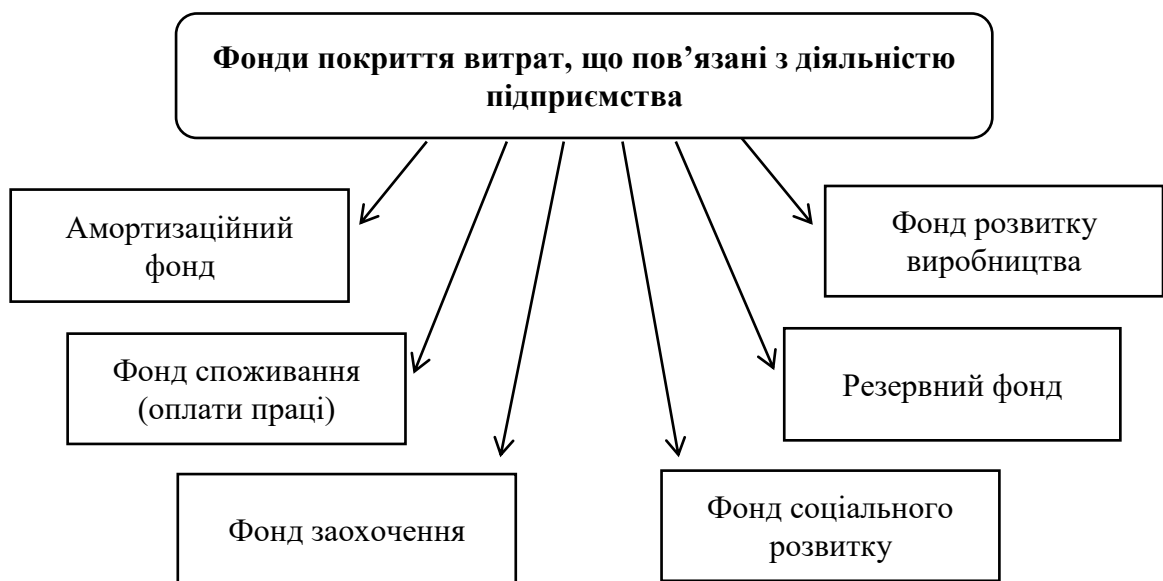 Фонди покриття витрат, що пов’язані з діяльністю
підприємства
Амортизаційний
фонд
Фонд розвитку
виробництва
Фонд споживання
(оплати праці)
Резервний фонд
Фонд заохочення
Фонд соціального
розвитку